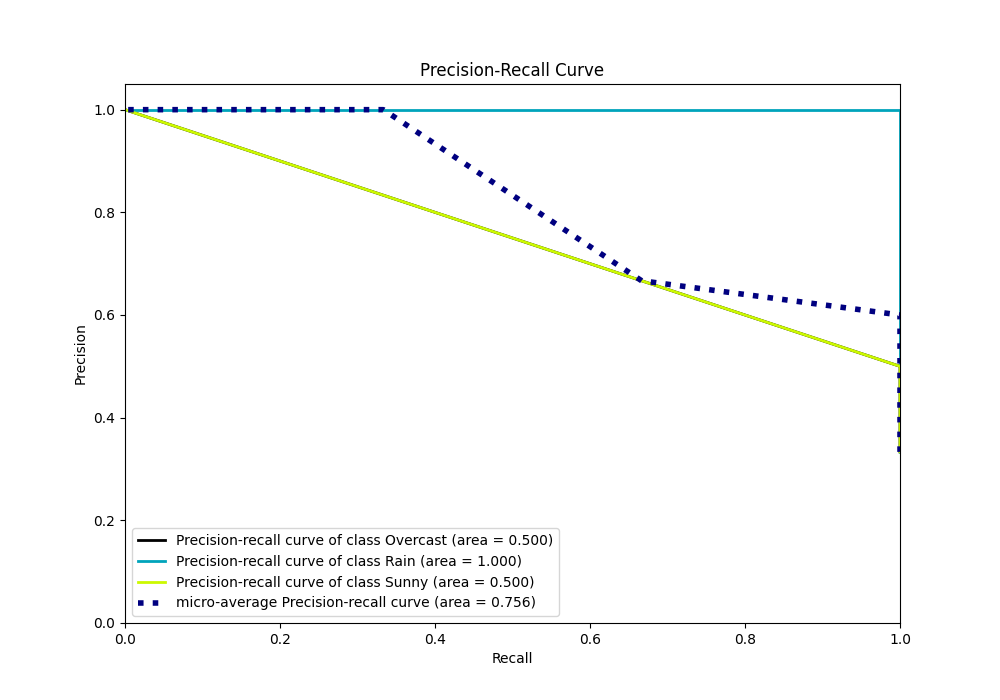 Precision-Recall Curve
1.0
0.8
0.6
0.4
0.2
0.0
Precision
Precision-recall curve of class Overcast (area = 0.500)
Precision-recall curve of class Rain (area = 1.000)
Precision-recall curve of class Sunny (area = 0.500)
micro-average Precision-recall curve (area = 0.756)
0.0 0.2 0.4 0.6 0.8 1.0
Recall